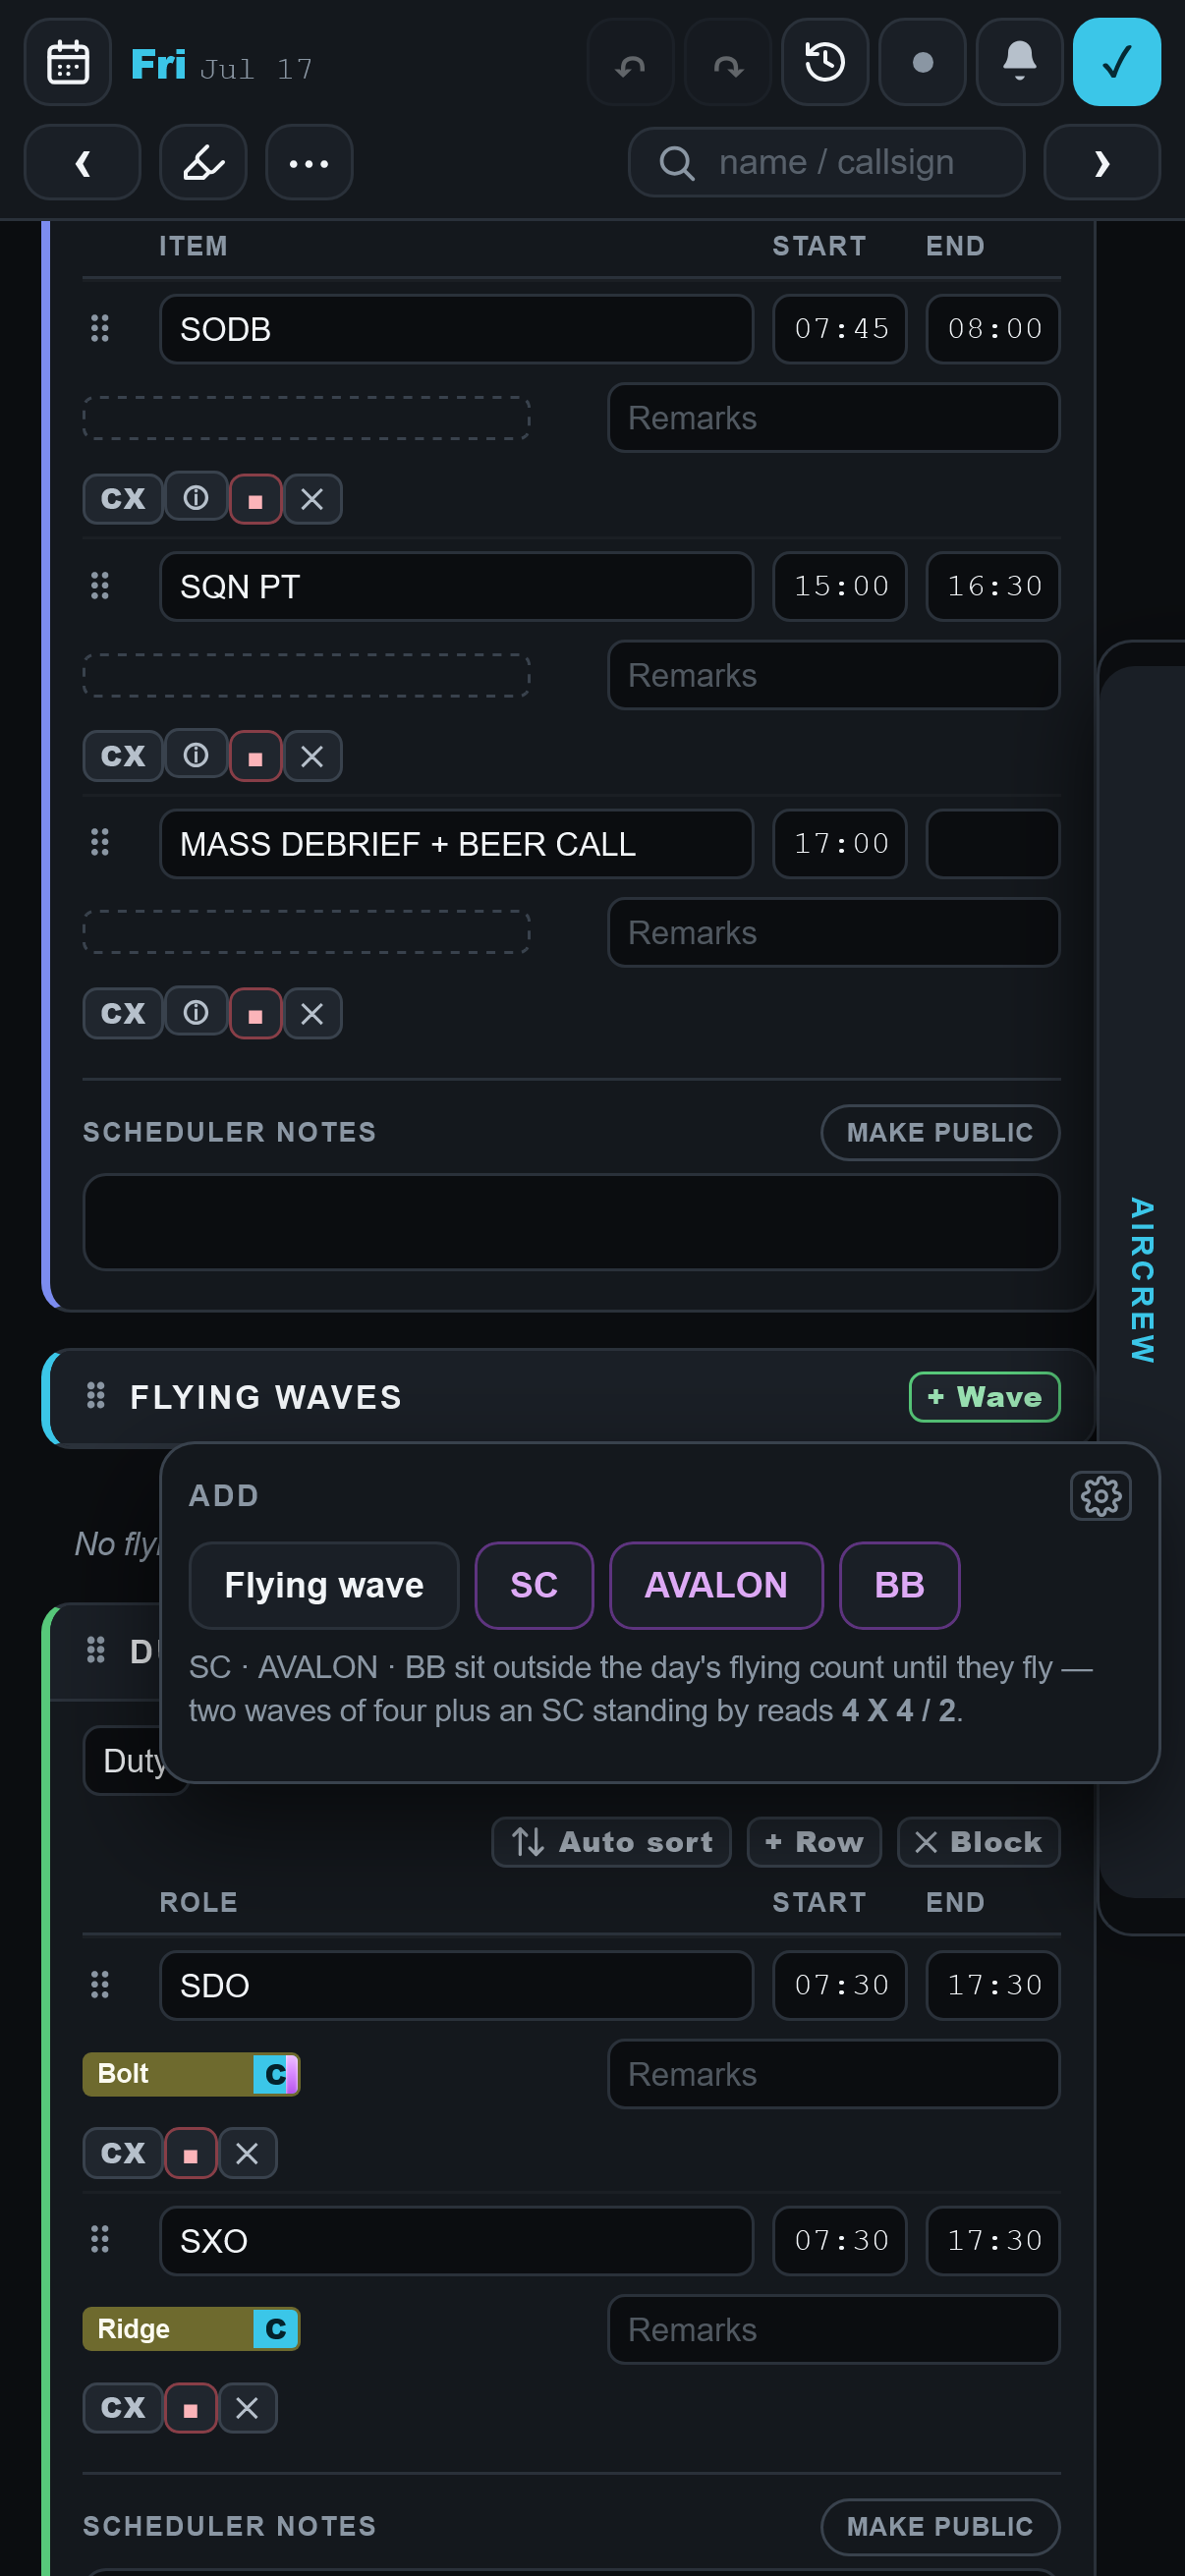 Fri Jul 17
name / callsign
ITEM START END
SODB 07:45 08:00
Remarks
CX
SQN PT 15:00 16:30
Remarks
CX
MASS DEBRIEF + BEER CALL 17:00
Remarks
CX
SCHEDULER NOTES MAKE PUBLIC
AIRCREW
FLYING WAVES + Wave
ADD
No flyi
Flying wave SC AVALON BB
SC · AVALON · BB sit outside the day's flying count until they fly —
two waves of four plus an SC standing by reads 4 X 4 / 2.
Duty
Auto sort + Row × Block
ROLE START END
SDO 07:30 17:30
Bolt C Remarks
CX
SXO 07:30 17:30
Ridge C Remarks
CX
SCHEDULER NOTES MAKE PUBLIC